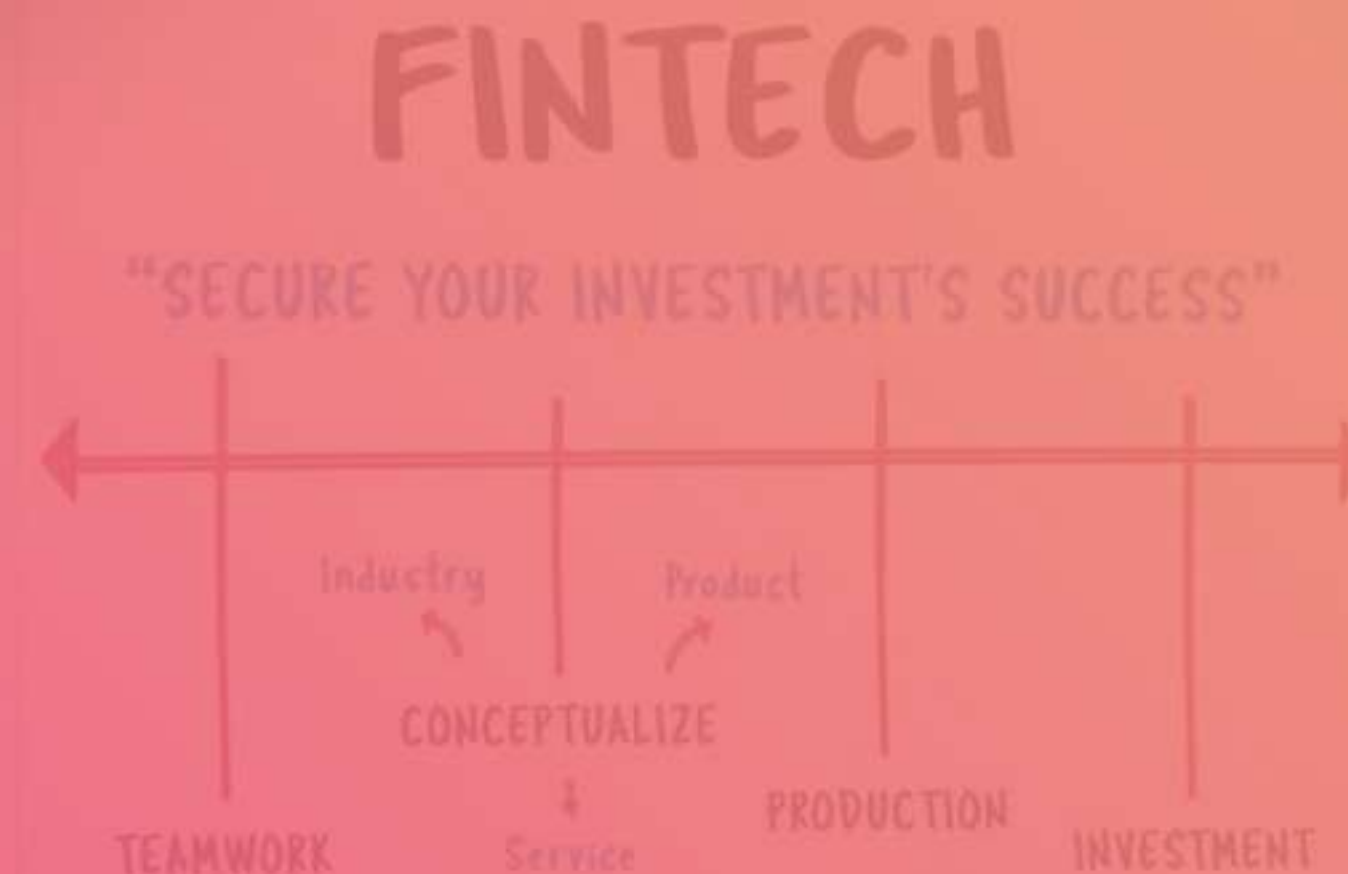 FINTECH
"SECURE YOUR INVESTMENT'S SUCCESS"
Industry Product
CONCEPTUALIZE
PRODUCTION
TEAMWORK Service INVESTMENT